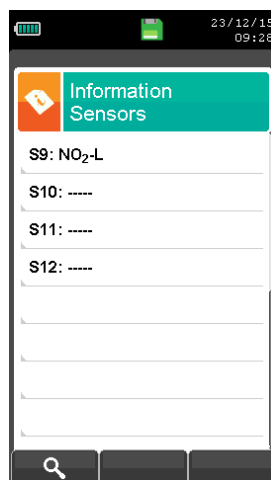 23/12/15
09:28
Information
Sensors
S9: NO₂-L
S10: -----
S11: -----
S12: -----